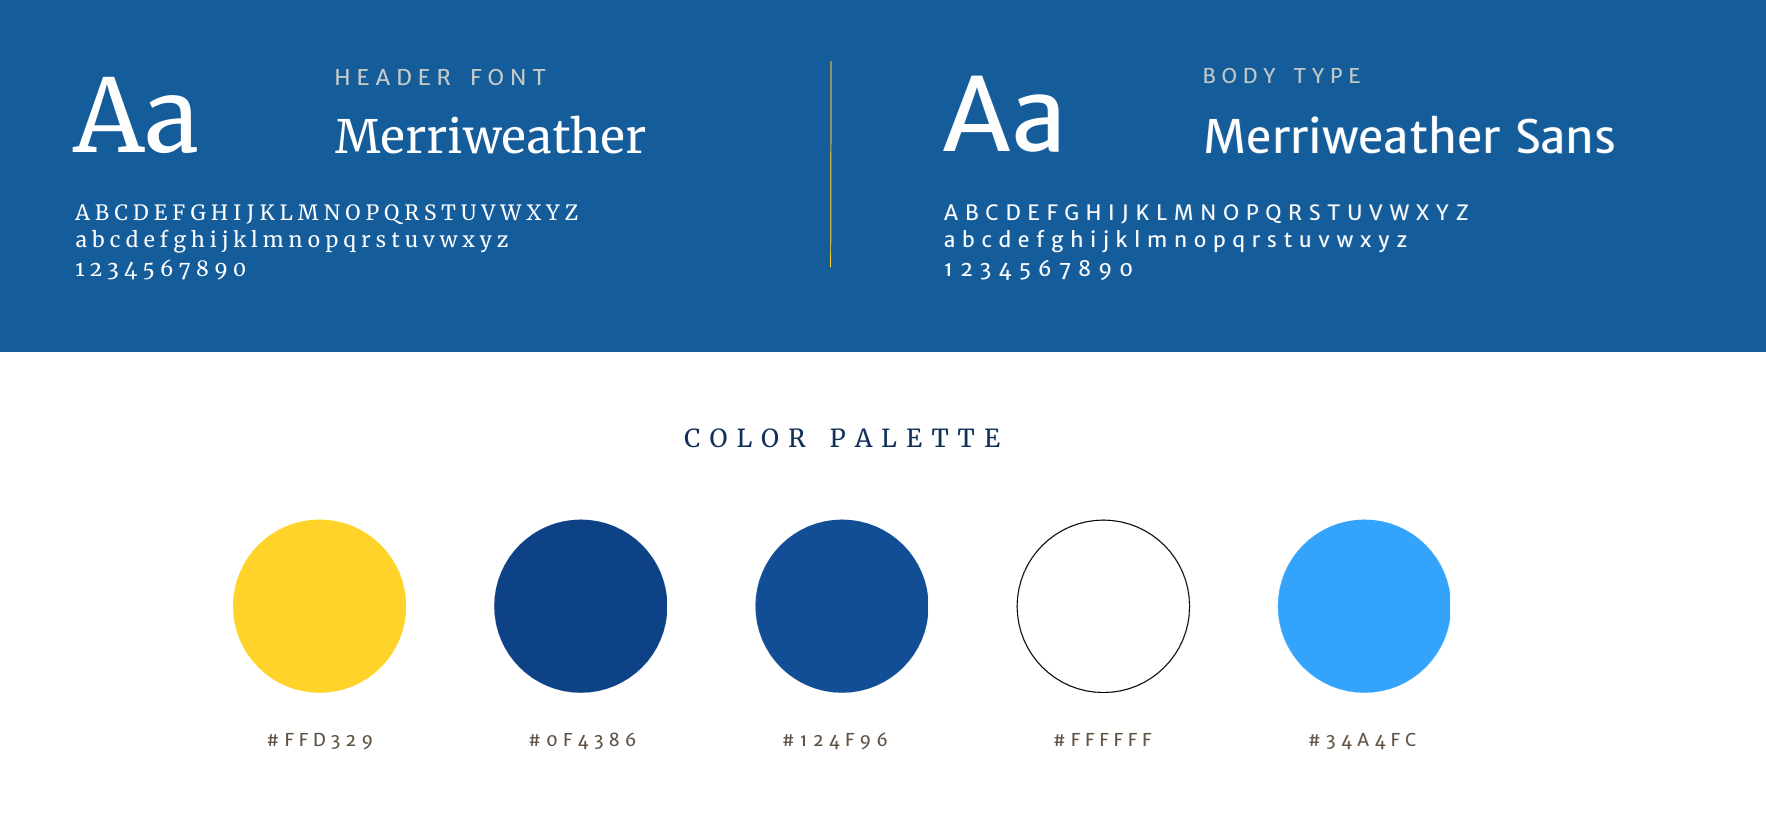 Aa
HEADER FONT
Merriweather
ABCDEFGHIJKLMNOPQRSTUVWXYZ
abcdefghijklmnopqrstuvwxyz
1234567890
Aa
BODY TYPE
Merriweather Sans
ABCDEFGHIJKLMNOPQRSTUVWXYZ
abcdefghijklmnopqrstuvwxyz
1234567890
COLOR PALETTE
#FFD329
#0F4386
#124F96
#FFFFFF
#34A4FC